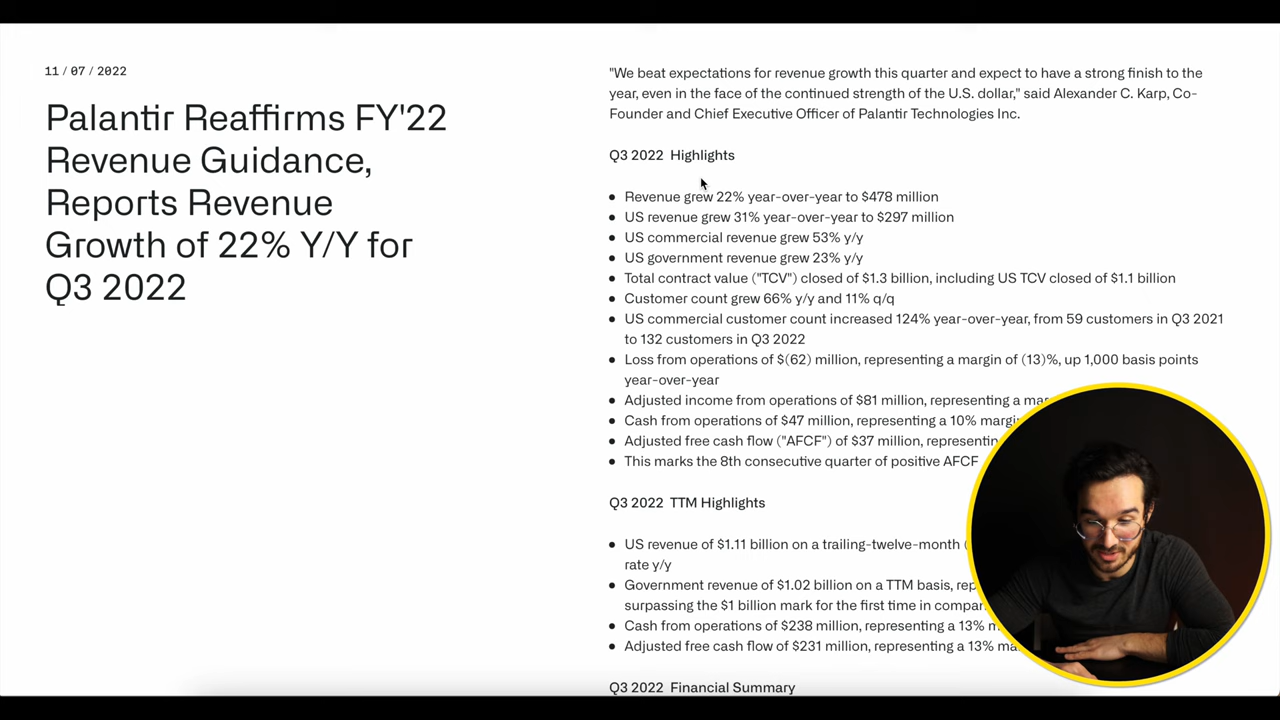 11 / 07 / 2022
Palantir Reaffirms FY'22
Revenue Guidance,
Reports Revenue
Growth of 22% Y/Y for
Q3 2022
"We beat expectations for revenue growth this quarter and expect to have a strong finish to the
year, even in the face of the continued strength of the U.S. dollar," said Alexander C. Karp, Co-
Founder and Chief Executive Officer of Palantir Technologies Inc.
Q3 2022 Highlights
Revenue grew 22% year-over-year to $478 million
US revenue grew 31% year-over-year to $297 million
US commercial revenue grew 53% y/y
US government revenue grew 23% y/y
Total contract value ("TCV") closed of $1.3 billion, including US TCV closed of $1.1 billion
Customer count grew 66% y/y and 11% q/q
US commercial customer count increased 124% year-over-year, from 59 customers in Q3 2021
to 132 customers in Q3 2022
Loss from operations of $(62) million, representing a margin of (13)%, up 1,000 basis points
year-over-year
Adjusted income from operations of $81 million, representing a
Cash from operations of $47 million, representing a 10%
Adjusted free cash flow ("AFCF") of $37 million,
This marks the 8th consecutive quarter of positive AFCF
Q3 2022 TTM Highlights
US revenue of $1.11 billion on a trailing-twelve-month
rate y/y
Government revenue of $1.02 billion on a TTM basis,
surpassing the $1 billion mark for the first time in
Cash from operations of $238 million, representing a 13%
Adjusted free cash flow of $231 million, representing a 13%
Q3 2022 Financial Summary